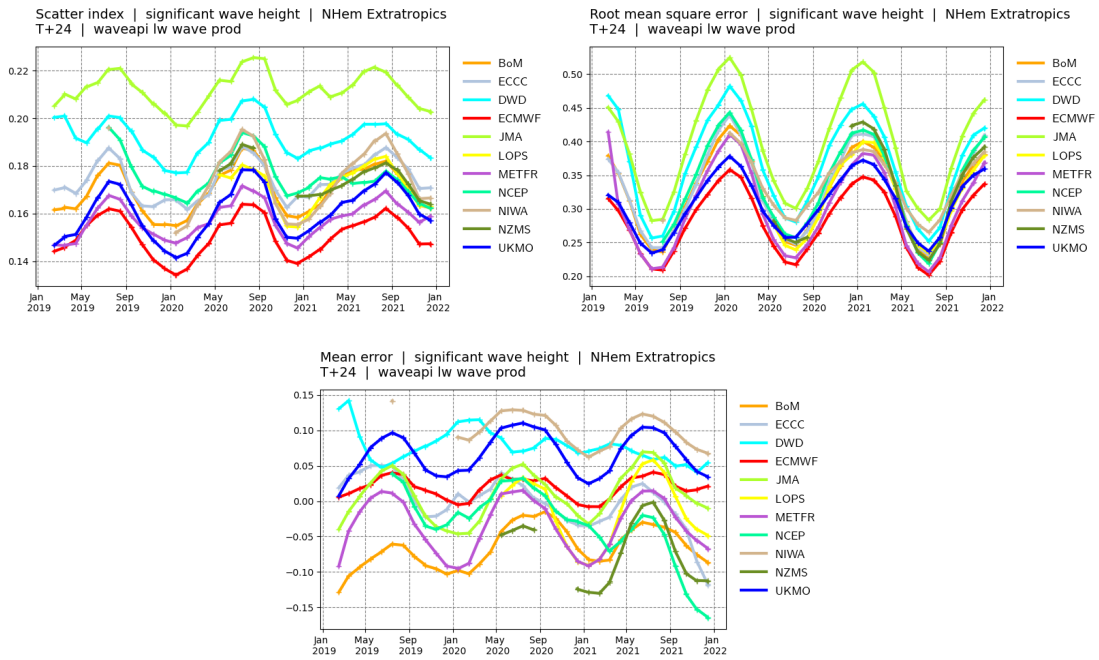 Scatter index | significant wave height | NHem Extratropics
T+24 | waveapi lw wave prod
0.22
0.20
0.18
0.16
0.14
Jan 2019
May 2019
Sep 2019
Jan 2020
May 2020
Sep 2020
Jan 2021
May 2021
Sep 2021
Jan 2022
BoM
ECCC
DWD
ECMWF
JMA
LOPS
METFR
NCEP
NIWA
NZMS
UKMO
Root mean square error | significant wave height | NHem Extratropics
T+24 | waveapi lw wave prod
0.50
0.45
0.40
0.35
0.30
0.25
0.20
Jan 2019
May 2019
Sep 2019
Jan 2020
May 2020
Sep 2020
Jan 2021
May 2021
Sep 2021
Jan 2022
BoM
ECCC
DWD
ECMWF
JMA
LOPS
METFR
NCEP
NIWA
NZMS
UKMO
Mean error | significant wave height | NHem Extratropics
T+24 | waveapi lw wave prod
0.15
0.10
0.05
0.00
−0.05
−0.10
−0.15
Jan 2019
May 2019
Sep 2019
Jan 2020
May 2020
Sep 2020
Jan 2021
May 2021
Sep 2021
Jan 2022
BoM
ECCC
DWD
ECMWF
JMA
LOPS
METFR
NCEP
NIWA
NZMS
UKMO